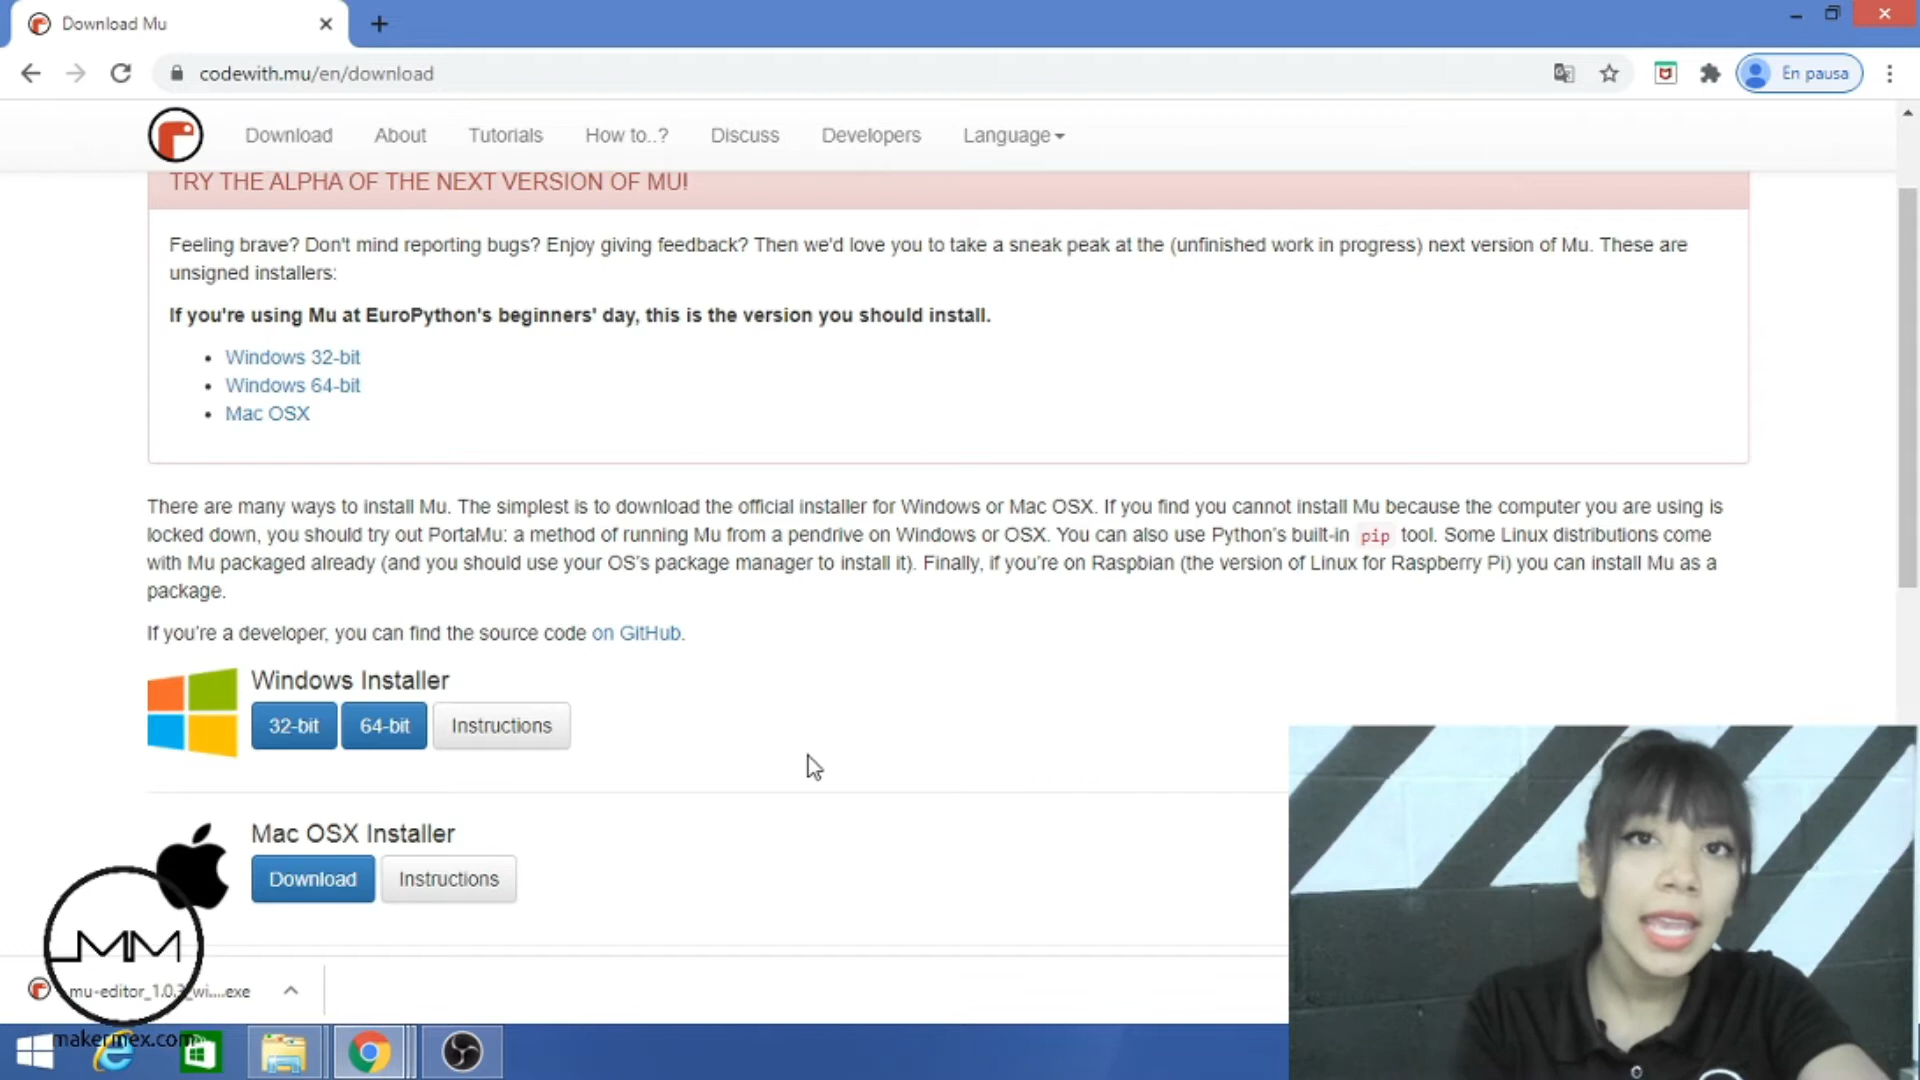 Download Mu
codewith.mu/en/download
En pausa
Download About Tutorials How to..? Discuss Developers Language
TRY THE ALPHA OF THE NEXT VERSION OF MU!
Feeling brave? Don't mind reporting bugs? Enjoy giving feedback? Then we'd love you to take a sneak peak at the (unfinished work in progress) next version of Mu. These are
unsigned installers:
If you're using Mu at EuroPython's beginners' day, this is the version you should install.
Windows 32-bit
Windows 64-bit
Mac OSX
There are many ways to install Mu. The simplest is to download the official installer for Windows or Mac OSX. If you find you cannot install Mu because the computer you are using is
locked down, you should try out PortaMu: a method of running Mu from a pendrive on Windows or OSX. You can also use Python's built-in pip tool. Some Linux distributions come
with Mu packaged already (and you should use your OS's package manager to install it). Finally, if you're on Raspbian (the version of Linux for Raspberry Pi) you can install Mu as a
package.
If you're a developer, you can find the source code on GitHub.
Windows Installer
32-bit 64-bit Instructions
Mac OSX Installer
Download Instructions
MM
mu-editor_1.0.3_wi....exe
makermex.com